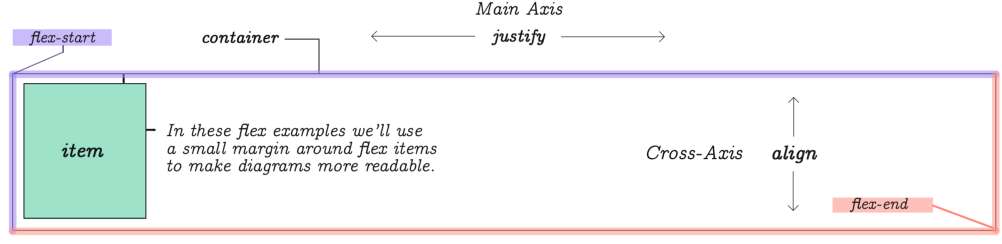 Main Axis
flex-start
container
justify
item
In these flex examples we'll use
a small margin around flex items
to make diagrams more readable.
Cross-Axis align
flex-end